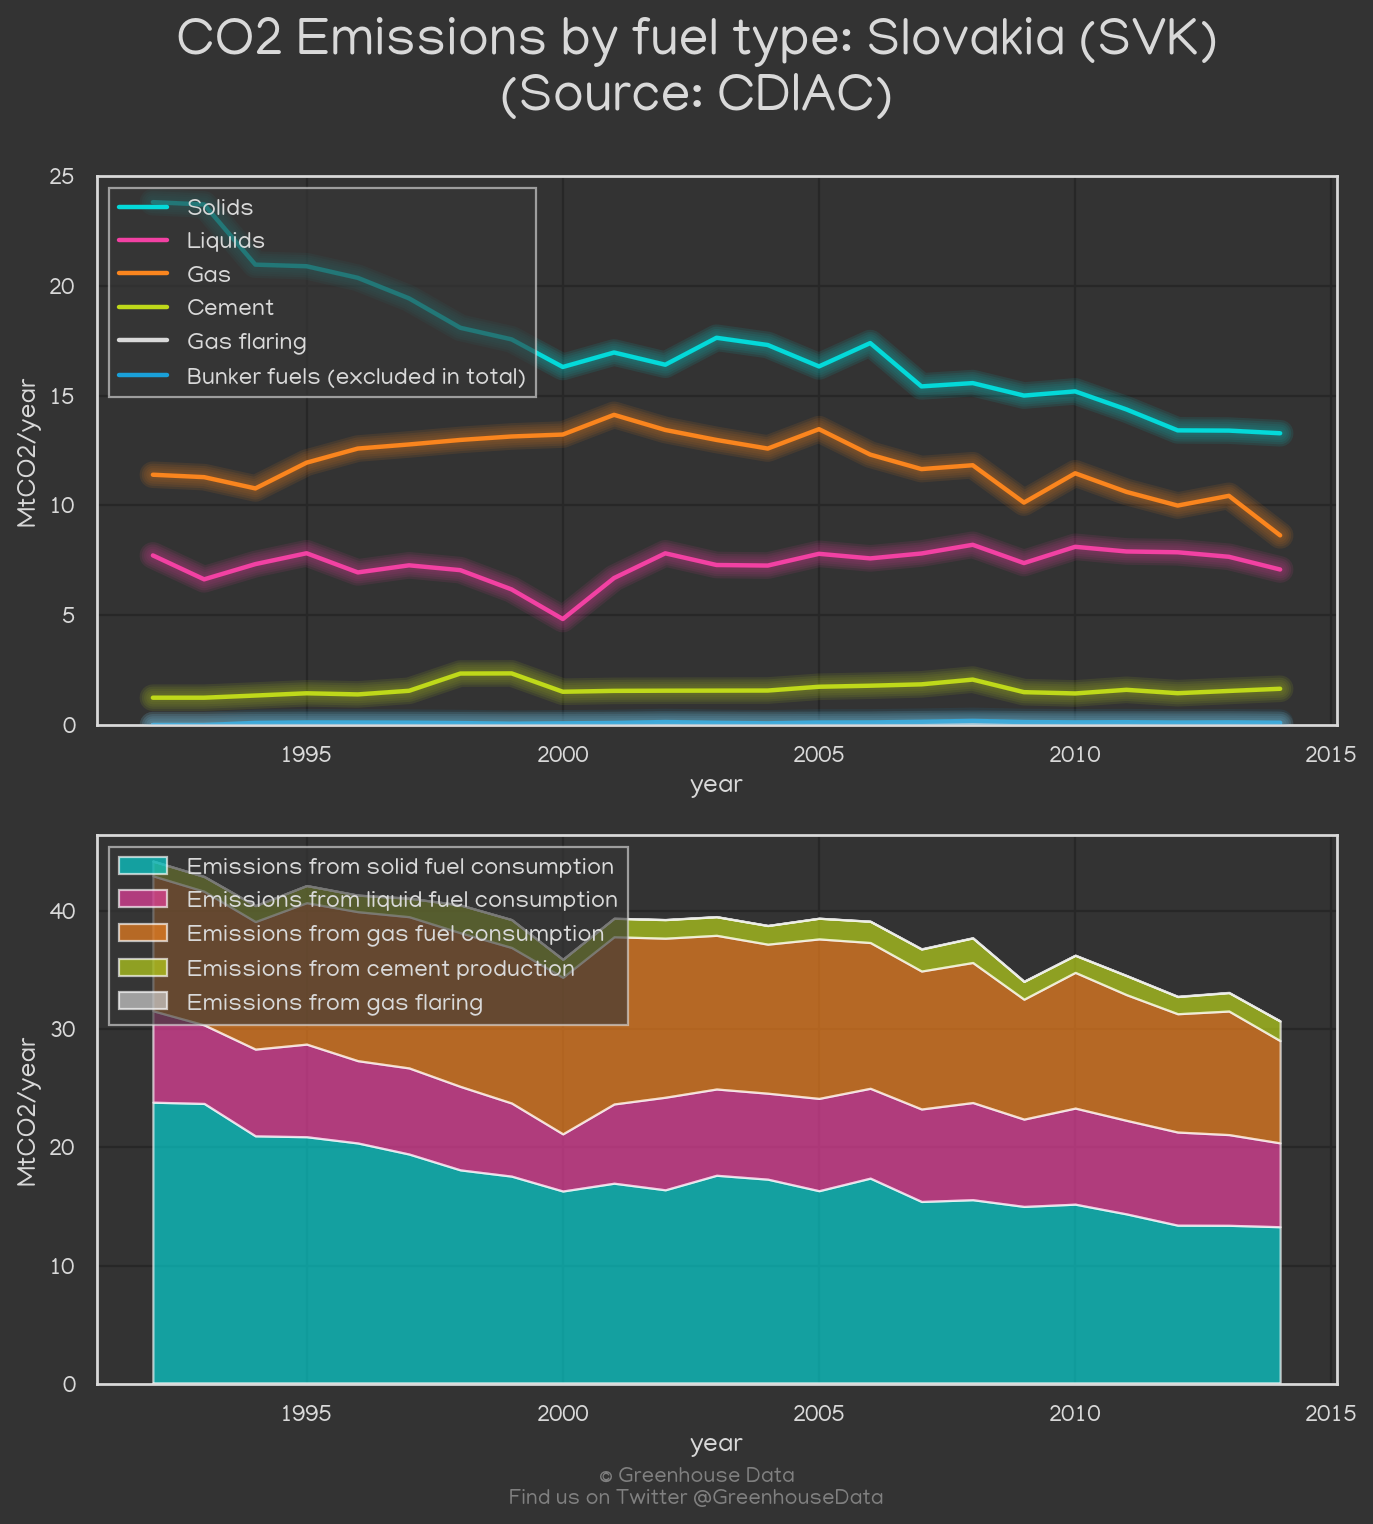 CO2 Emissions by fuel type: Slovakia (SVK)
(Source: CDIAC)
25
20
15
10
5
0
MtCO2/year
Solids
Liquids
Gas
Cement
Gas flaring
Bunker fuels (excluded in total)
1995 2000 2005 2010 2015
year
40
30
20
10
0
MtCO2/year
Emissions from solid fuel consumption
Emissions from liquid fuel consumption
Emissions from gas fuel consumption
Emissions from cement production
Emissions from gas flaring
1995 2000 2005 2010 2015
year
© Greenhouse Data
Find us on Twitter @GreenhouseData